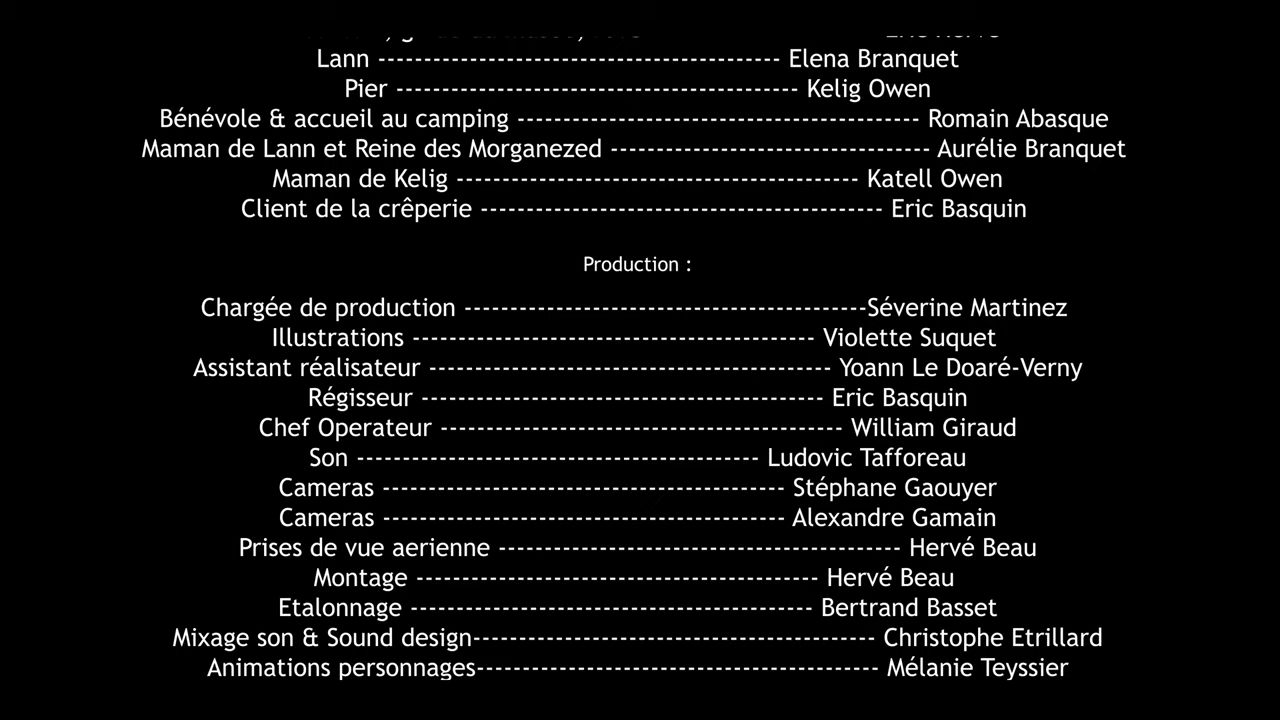 Lann -------------------------------------------- Elena Branquet
Pier -------------------------------------------- Kelig Owen
Bénévole & accueil au camping -------------------------------------------- Romain Abasque
Maman de Lann et Reine des Morganezed ----------------------------------- Aurélie Branquet
Maman de Kelig -------------------------------------------- Katell Owen
Client de la crêperie -------------------------------------------- Eric Basquin
Production :
Chargée de production --------------------------------------------Séverine Martinez
Illustrations -------------------------------------------- Violette Suquet
Assistant réalisateur -------------------------------------------- Yoann Le Doaré-Verny
Régisseur -------------------------------------------- Eric Basquin
Chef Operateur -------------------------------------------- William Giraud
Son -------------------------------------------- Ludovic Tafforeau
Cameras -------------------------------------------- Stéphane Gaouyer
Cameras -------------------------------------------- Alexandre Gamain
Prises de vue aerienne -------------------------------------------- Hervé Beau
Montage -------------------------------------------- Hervé Beau
Etalonnage -------------------------------------------- Bertrand Basset
Mixage son & Sound design-------------------------------------------- Christophe Etrillard
Animations personnages-------------------------------------------- Mélanie Teyssier